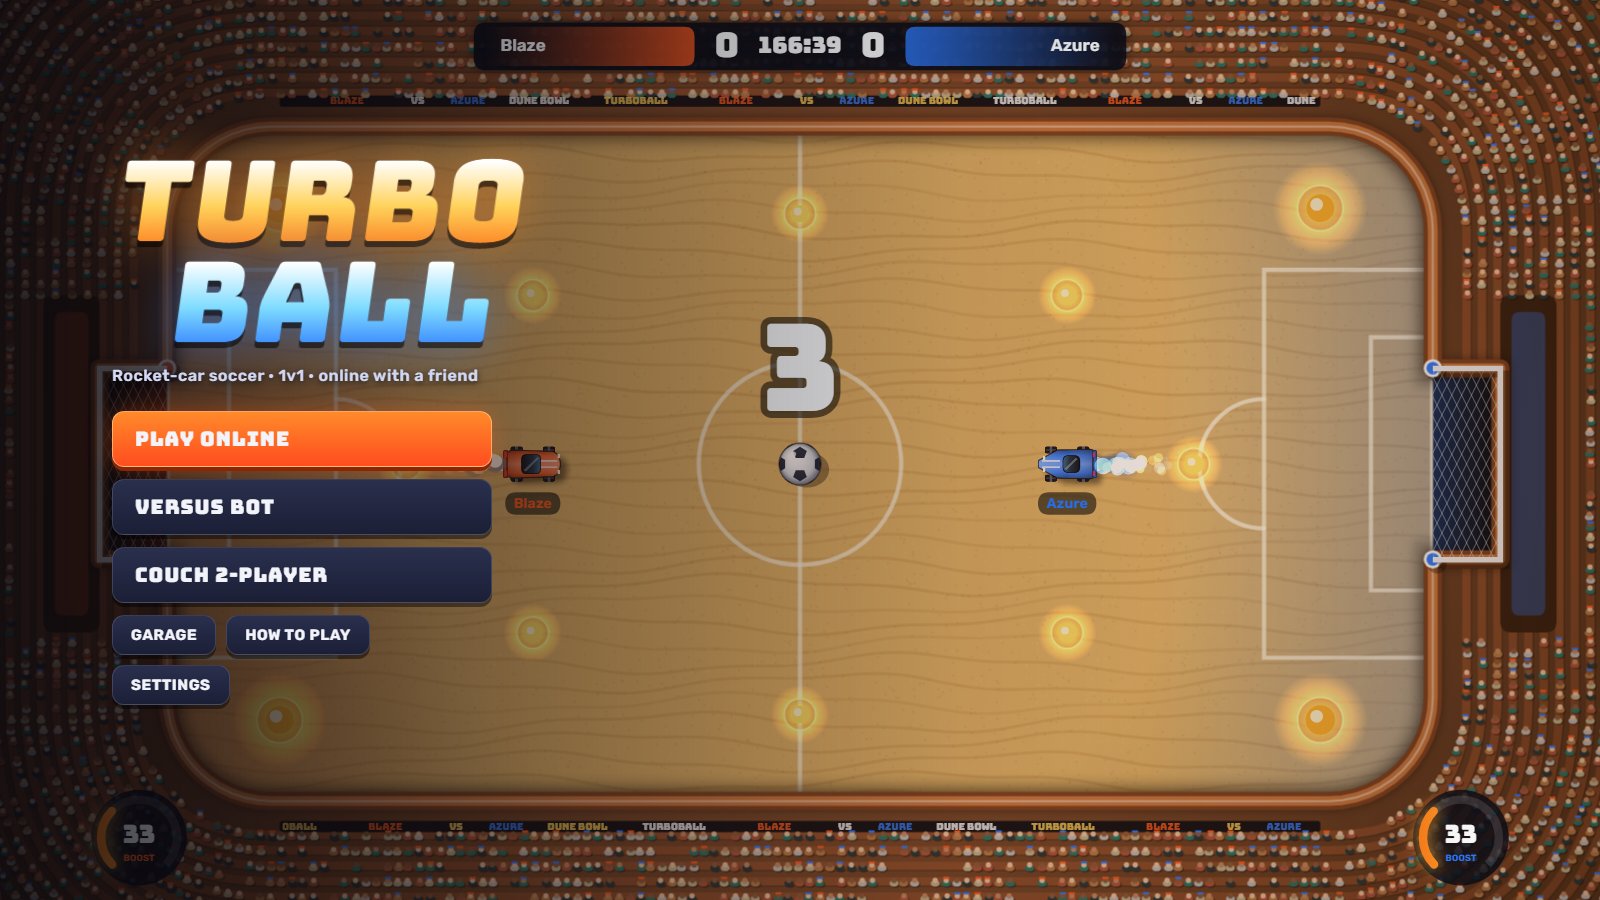 Blaze 0 166:39 0 Azure
BLAZE VS AZURE DUNE BOWL TURBOBALL BLAZE VS AZURE DUNE BOWL TURBOBALL BLAZE VS AZURE DUNE
TURBO
BALL
3
Rocket-car soccer • 1v1 • online with a friend
PLAY ONLINE
VERSUS BOT
COUCH 2-PLAYER
GARAGE HOW TO PLAY
SETTINGS
Blaze
Azure
33
BOOST
OBALL BLAZE VS AZURE DUNE BOWL TURBOBALL BLAZE VS AZURE DUNE BOWL TURBOBALL BLAZE VS AZURE
33
BOOST